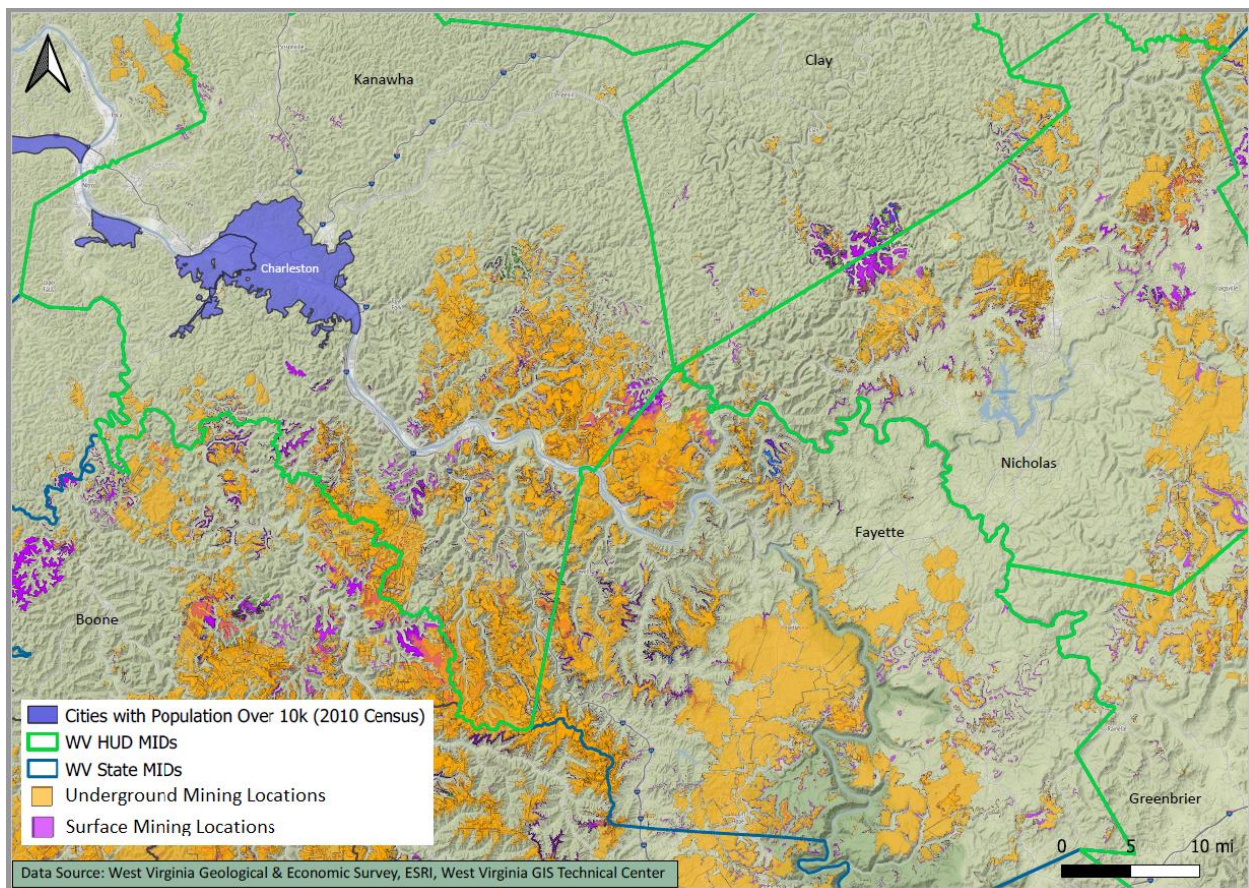 Kanawha
Clay
Charleston
Nicholas
Fayette
Boone
Greenbrier
Cities with Population Over 10k (2010 Census)
WV HUD MIDs
WV State MIDs
Underground Mining Locations
Surface Mining Locations
0 5 10 mi
Data Source: West Virginia Geological & Economic Survey, ESRI, West Virginia GIS Technical Center